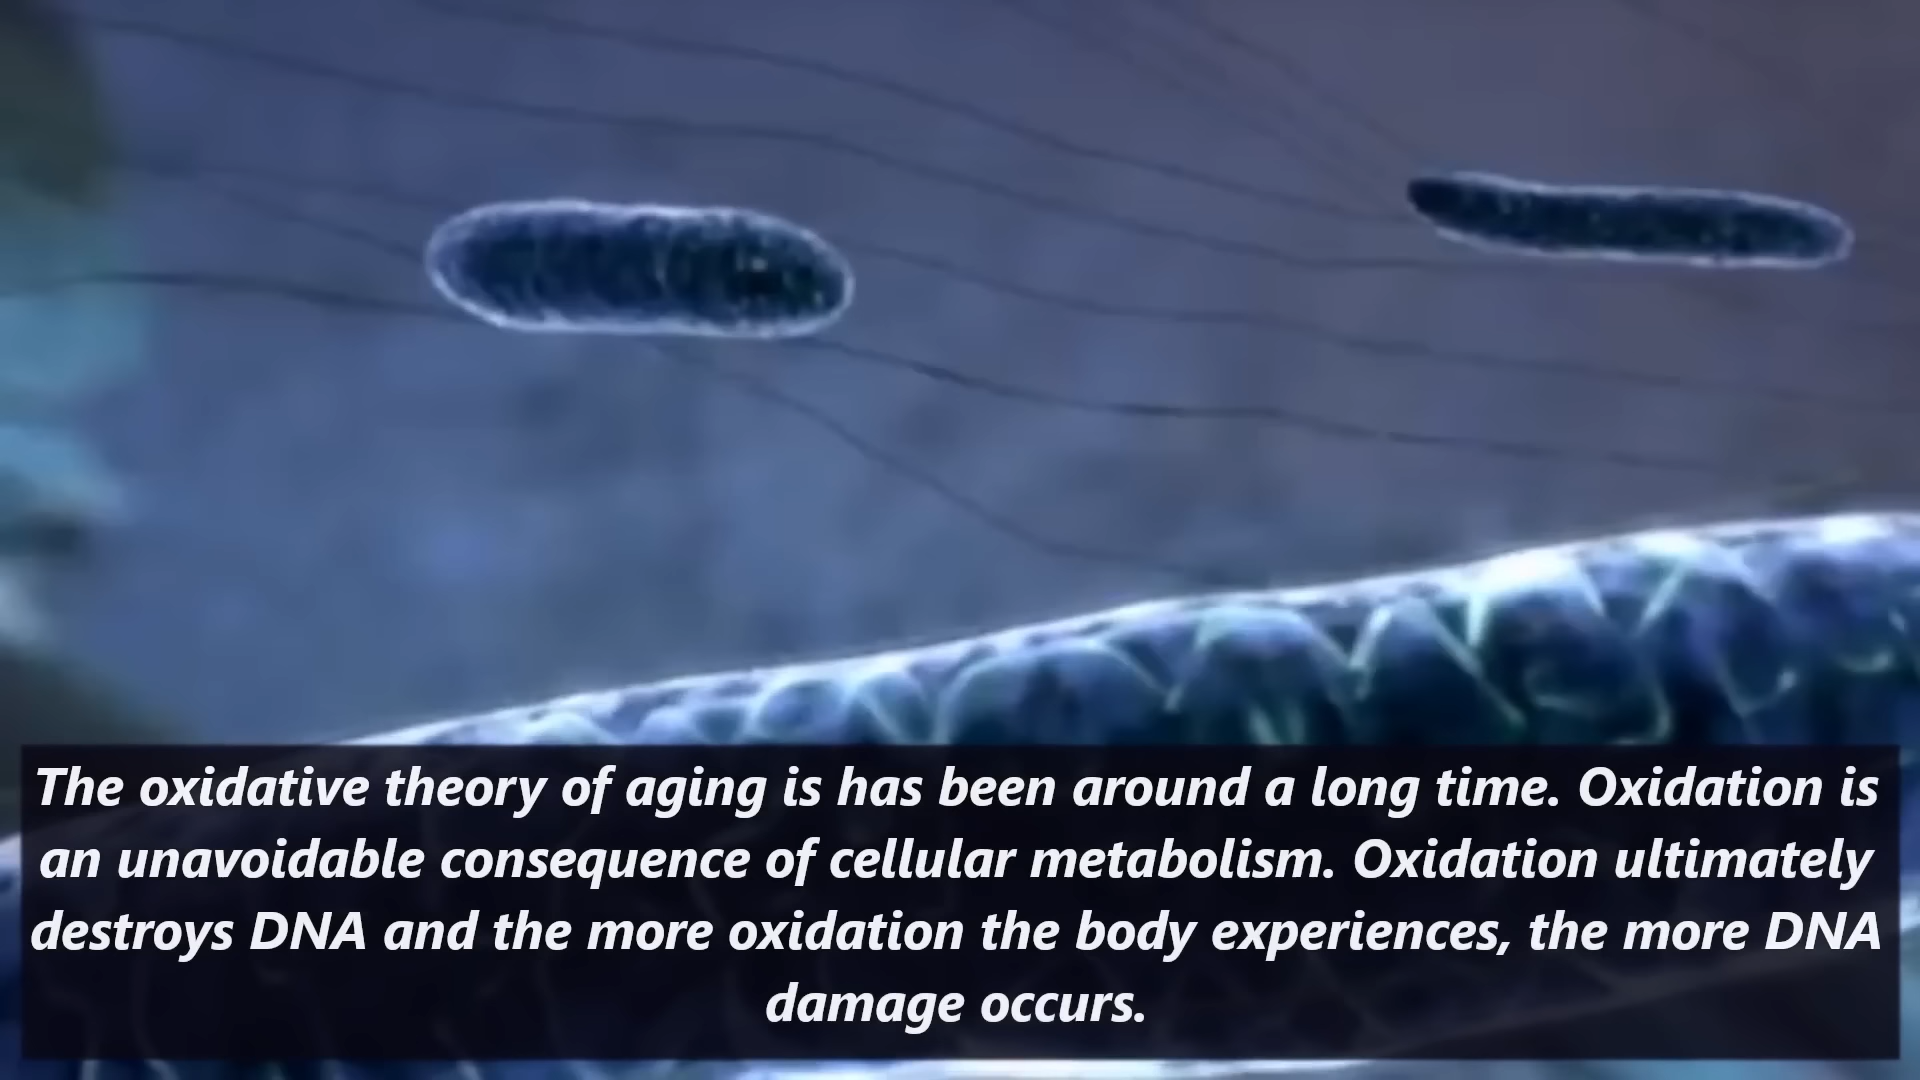 The oxidative theory of aging is has been around a long time. Oxidation is
an unavoidable consequence of cellular metabolism. Oxidation ultimately
destroys DNA and the more oxidation the body experiences, the more DNA
damage occurs.